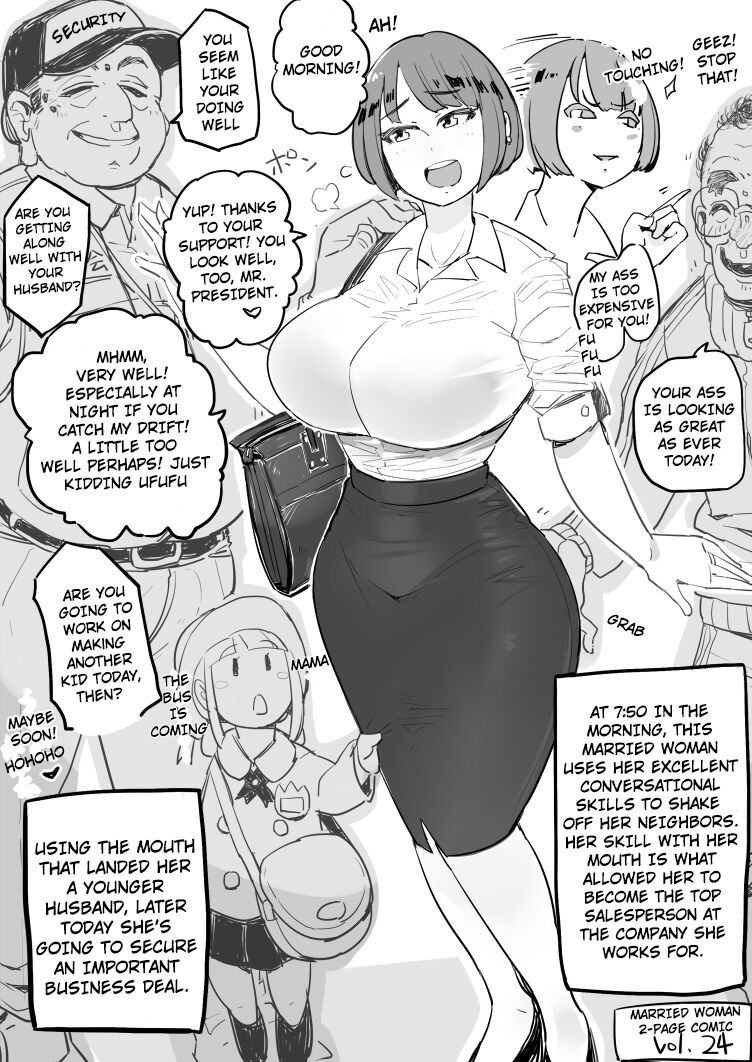 SECURITY
YOU
SEEM
LIKE
YOUR
DOING
WELL
GOOD
MORNING!
AH!
NO
TOUCHING!
GEEZ!
STOP
THAT!
ポン
ARE YOU
GETTING
ALONG
WELL WITH
YOUR
HUSBAND?
YUP! THANKS
TO YOUR
SUPPORT! YOU
LOOK WELL,
TOO, MR.
PRESIDENT.
MY ASS
IS TOO
EXPENSIVE
FOR YOU!
FU
FU
FU
MHMM,
VERY WELL!
ESPECIALLY AT
NIGHT IF YOU
CATCH MY DRIFT!
A LITTLE TOO
WELL PERHAPS! JUST
KIDDING UFUFU
YOUR ASS
IS LOOKING
AS GREAT
AS EVER
TODAY!
ARE YOU
GOING TO
WORK ON
MAKING
ANOTHER
KID TODAY,
THEN?
GRAB
MAMA
THE
BUS
IS
COMING
MAYBE
SOON!
HOHOHO
AT 7:50 IN THE
MORNING, THIS
MARRIED WOMAN
USES HER EXCELLENT
CONVERSATIONAL
SKILLS TO SHAKE
OFF HER NEIGHBORS.
HER SKILL WITH HER
MOUTH IS WHAT
ALLOWED HER TO
BECOME THE TOP
SALESPERSON AT
THE COMPANY SHE
WORKS FOR.
USING THE MOUTH
THAT LANDED HER
A YOUNGER
HUSBAND, LATER
TODAY SHE'S
GOING TO SECURE
AN IMPORTANT
BUSINESS DEAL.
MARRIED WOMAN
2-PAGE COMIC
VOL. 24